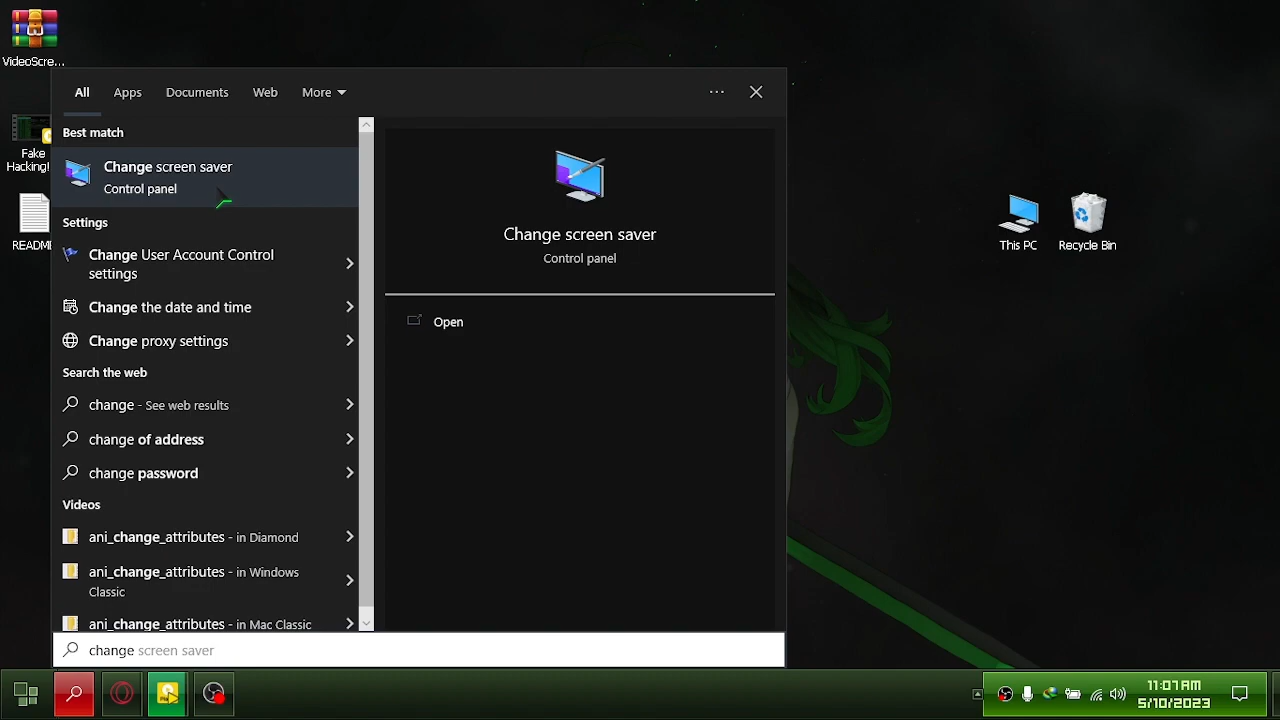 VideoScre...
Fake
Hacking!
README
All
Apps
Documents
Web
More
Best match
Change screen saver
Control panel
Settings
Change User Account Control
settings
Change the date and time
Change proxy settings
Search the web
change - See web results
change of address
change password
Videos
ani_change_attributes - in Diamond
ani_change_attributes - in Windows
Classic
ani_change_attributes - in Mac Classic
Change screen saver
Control panel
Open
This PC
Recycle Bin
change screen saver
11:07AM
5/10/2023